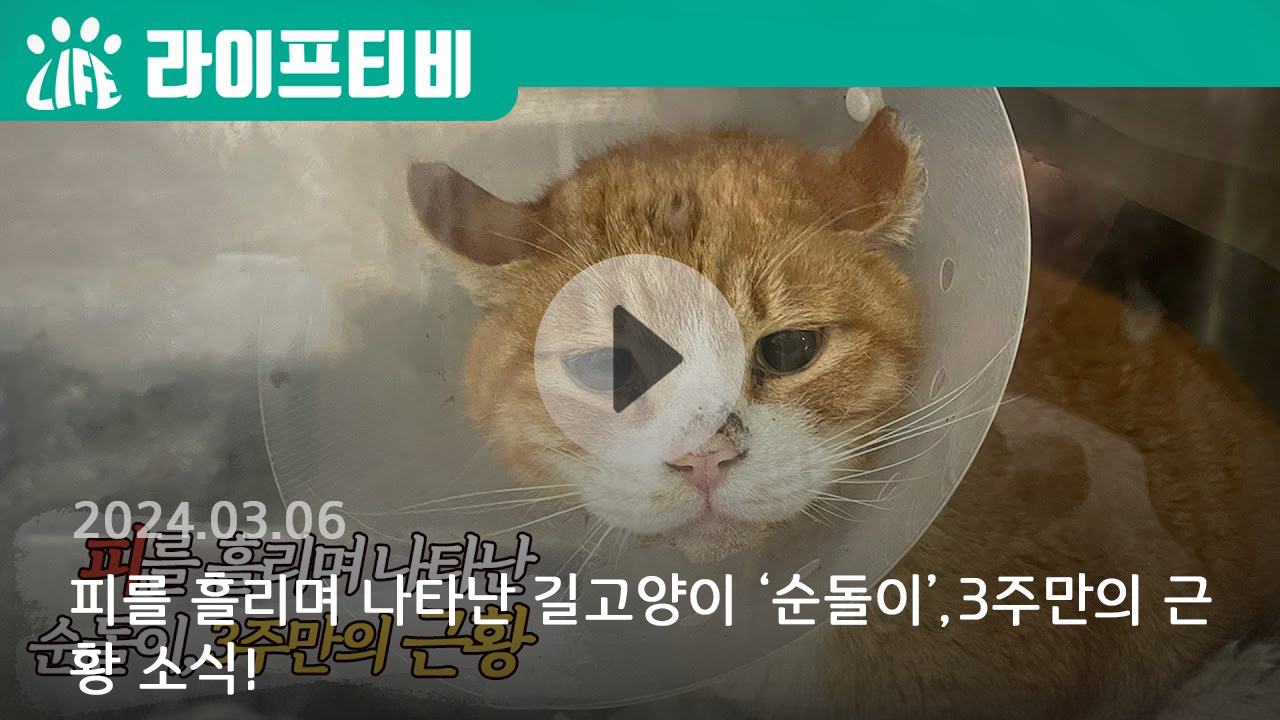 LIFE 라이프티비
2024.03.06
피를 흘리며 나타난
피를 흘리며 나타난 길고양이 ‘순돌이’,3주만의 근
순돌이, 3주만의 근황
황 소식!